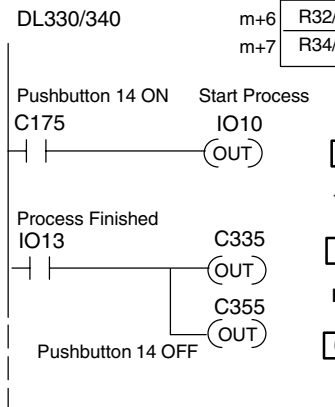 DL330/340
m+6 R32/
m+7 R34/
Pushbutton 14 ON Start Process
C175 IO10
OUT
Process Finished
IO13 C335
OUT
C355
OUT
Pushbutton 14 OFF